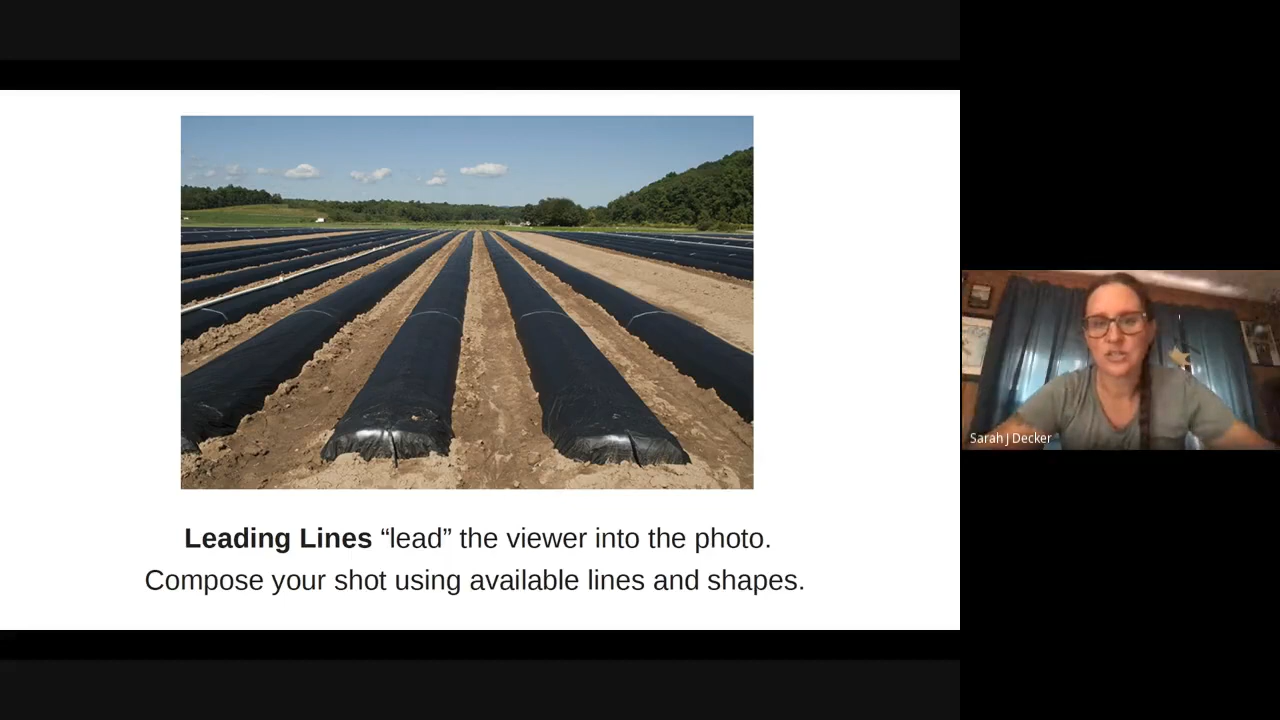 Leading Lines “lead” the viewer into the photo.
Compose your shot using available lines and shapes.
Sarah J Decker